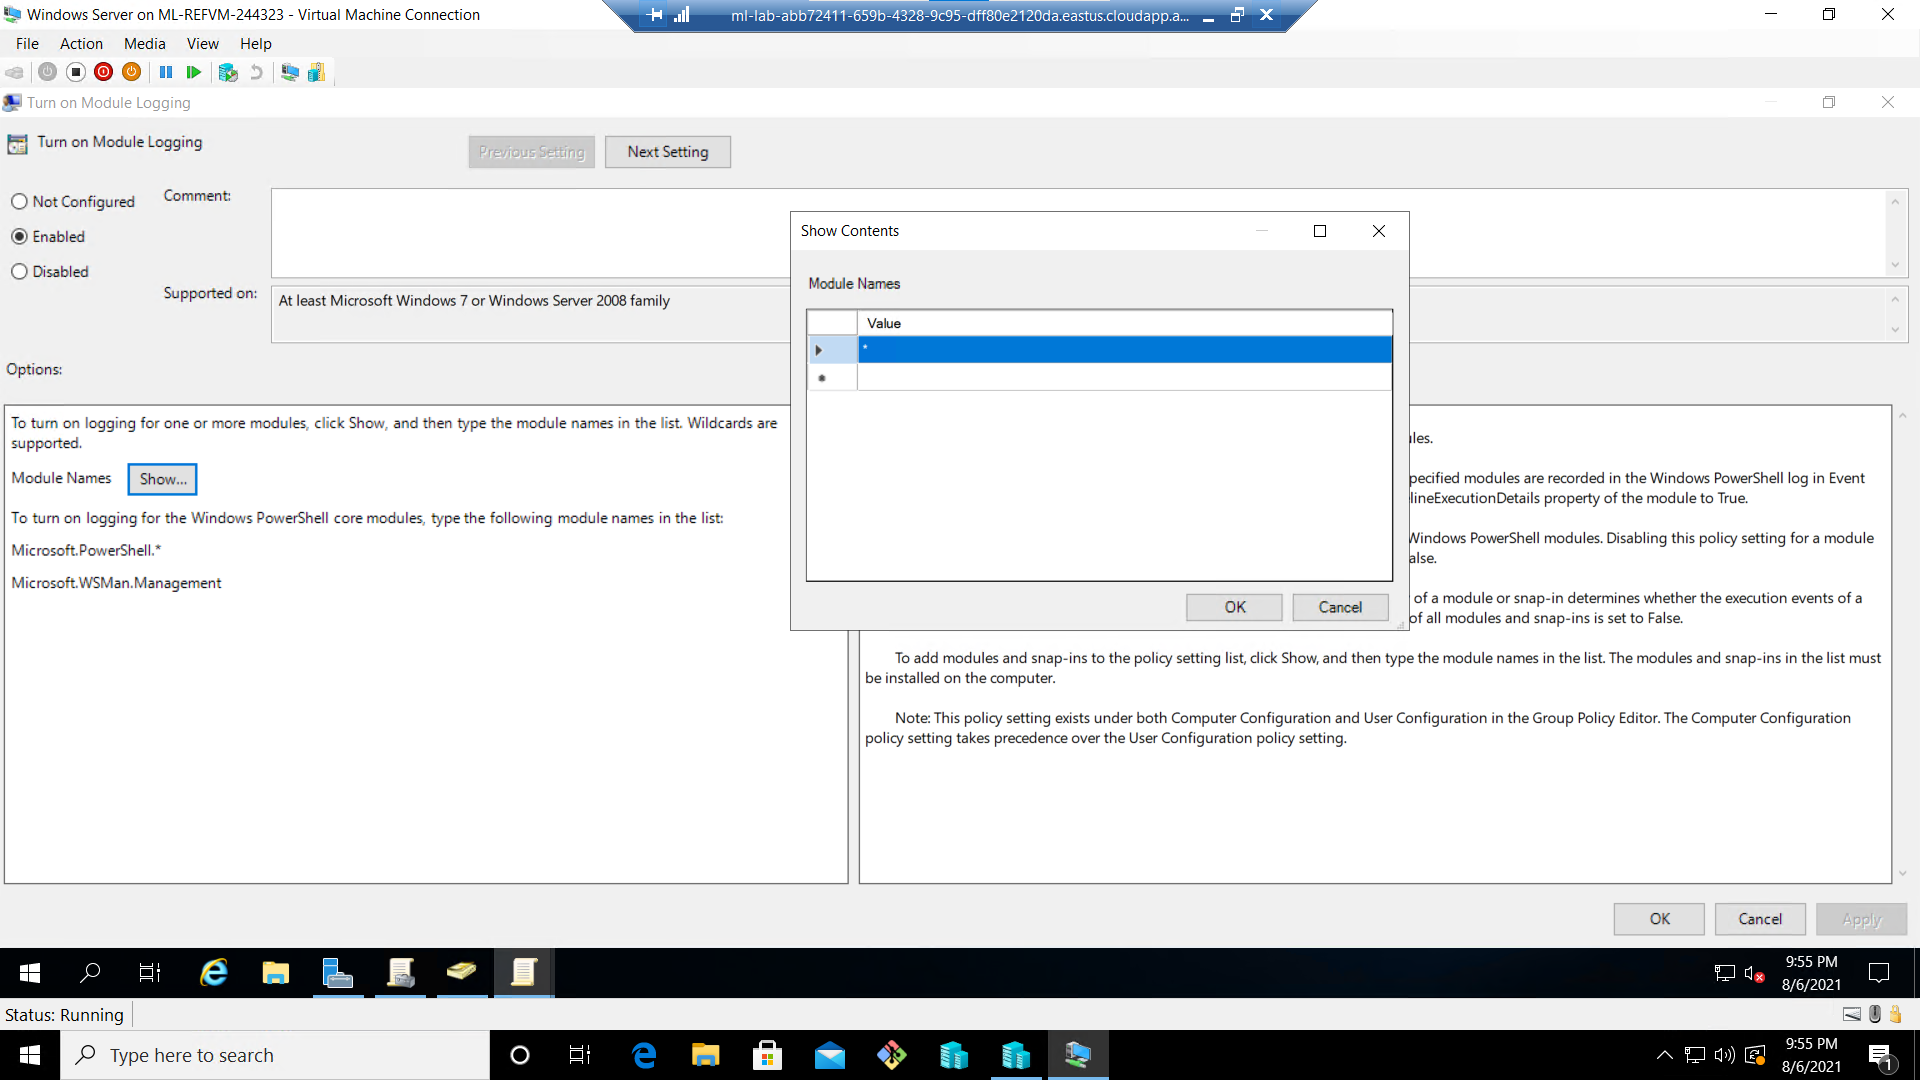 Windows Server on ML-REFVM-244323 - Virtual Machine Connection
ml-lab-abb72411-659b-4328-9c95-dff80e2120da.eastus.cloudapp.a...
File Action Media View Help
Turn on Module Logging
Turn on Module Logging
Previous Setting
Next Setting
Not Configured
Enabled
Disabled
Comment:
Supported on:
At least Microsoft Windows 7 or Windows Server 2008 family
Options:
To turn on logging for one or more modules, click Show, and then type the module names in the list. Wildcards are
supported.
Module Names
Show...
To turn on logging for the Windows PowerShell core modules, type the following module names in the list:
Microsoft.PowerShell.*
Microsoft.WSMan.Management
Show Contents
Module Names
Value
*
OK
Cancel
ules.
pecified modules are recorded in the Windows PowerShell log in Event
lineExecutionDetails property of the module to True.
Windows PowerShell modules. Disabling this policy setting for a module
alse.
of a module or snap-in determines whether the execution events of a
of all modules and snap-ins is set to False.
To add modules and snap-ins to the policy setting list, click Show, and then type the module names in the list. The modules and snap-ins in the list must
be installed on the computer.
Note: This policy setting exists under both Computer Configuration and User Configuration in the Group Policy Editor. The Computer Configuration
policy setting takes precedence over the User Configuration policy setting.
OK
Cancel
Apply
9:55 PM
8/6/2021
Status: Running
Type here to search
9:55 PM
8/6/2021
1